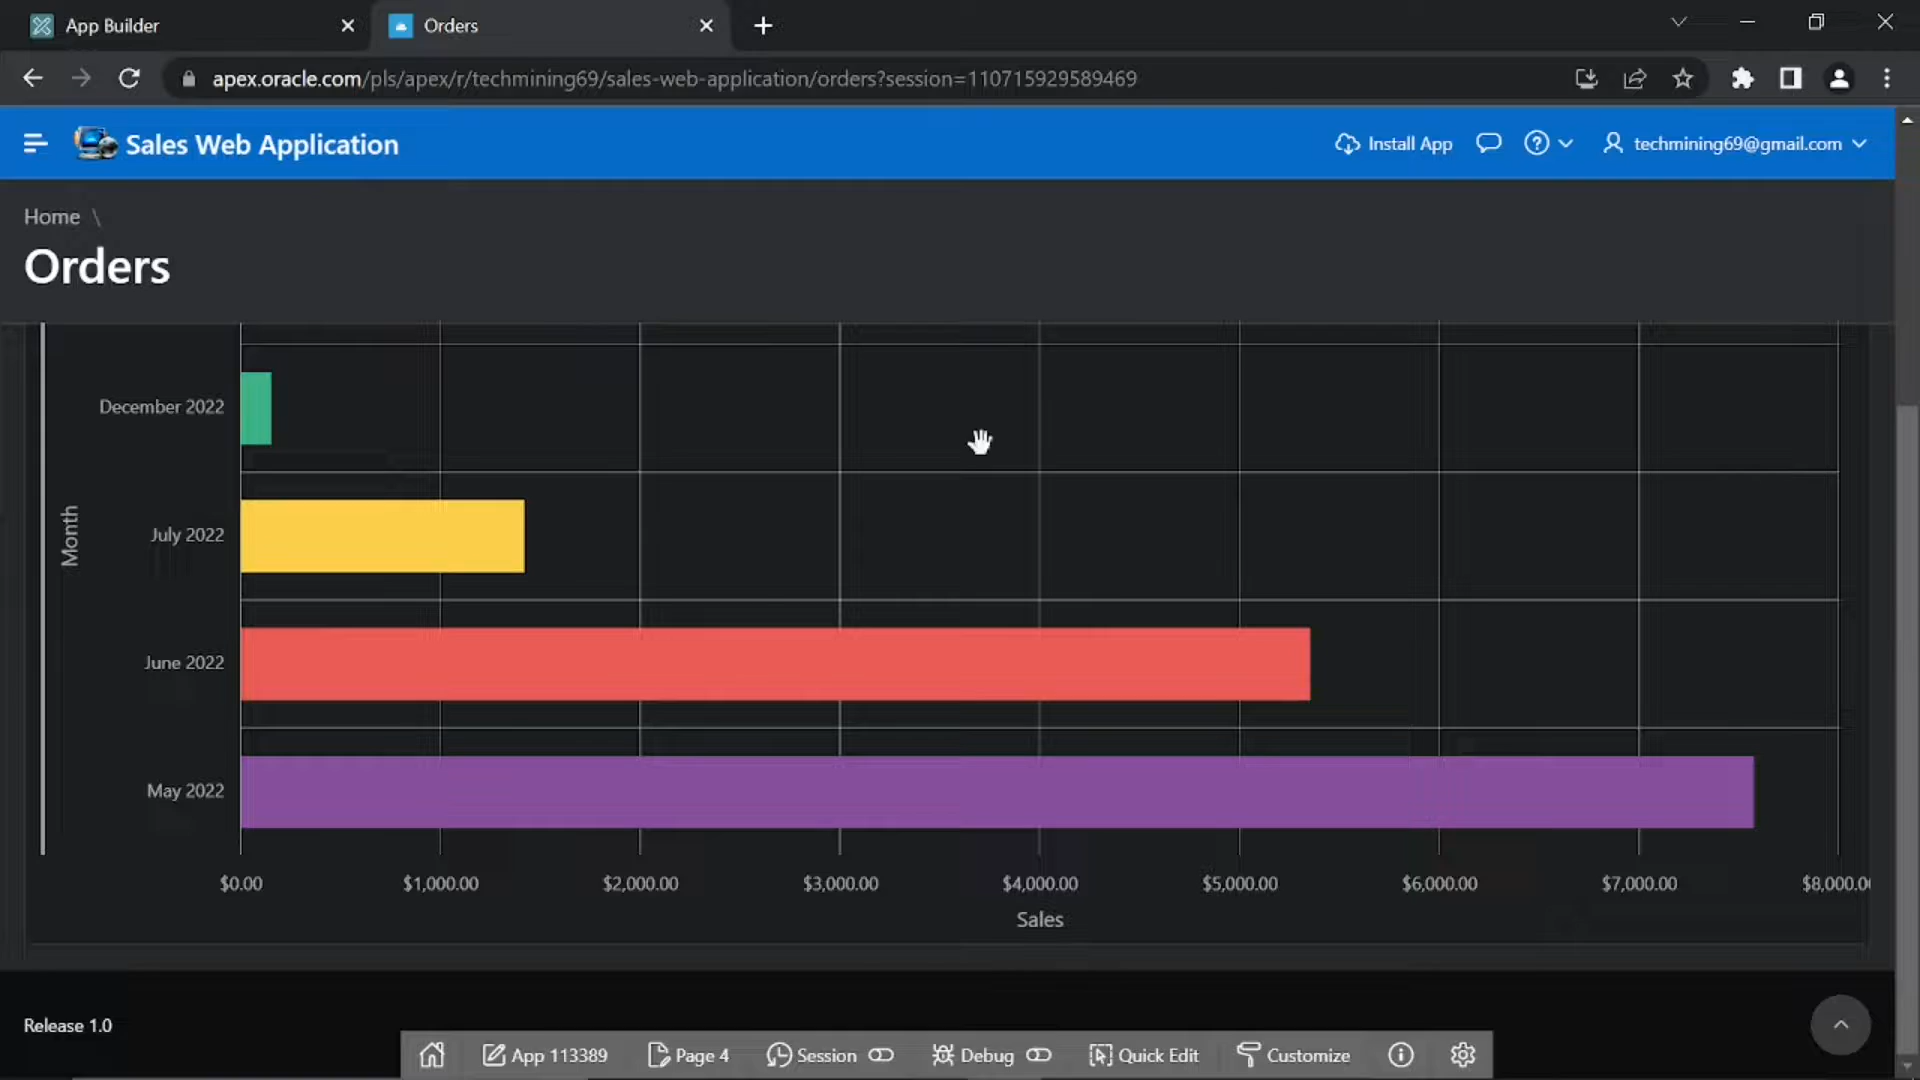 App Builder
Orders
apex.oracle.com/pls/apex/r/techmining69/sales-web-application/orders?session=110715929589469
Sales Web Application
Install App
techmining69@gmail.com
Home \
Orders
Month
December 2022
July 2022
June 2022
May 2022
$0.00 $1,000.00 $2,000.00 $3,000.00 $4,000.00 $5,000.00 $6,000.00 $7,000.00 $8,000.0
Sales
Release 1.0
App 113389 Page 4 Session Debug Quick Edit Customize